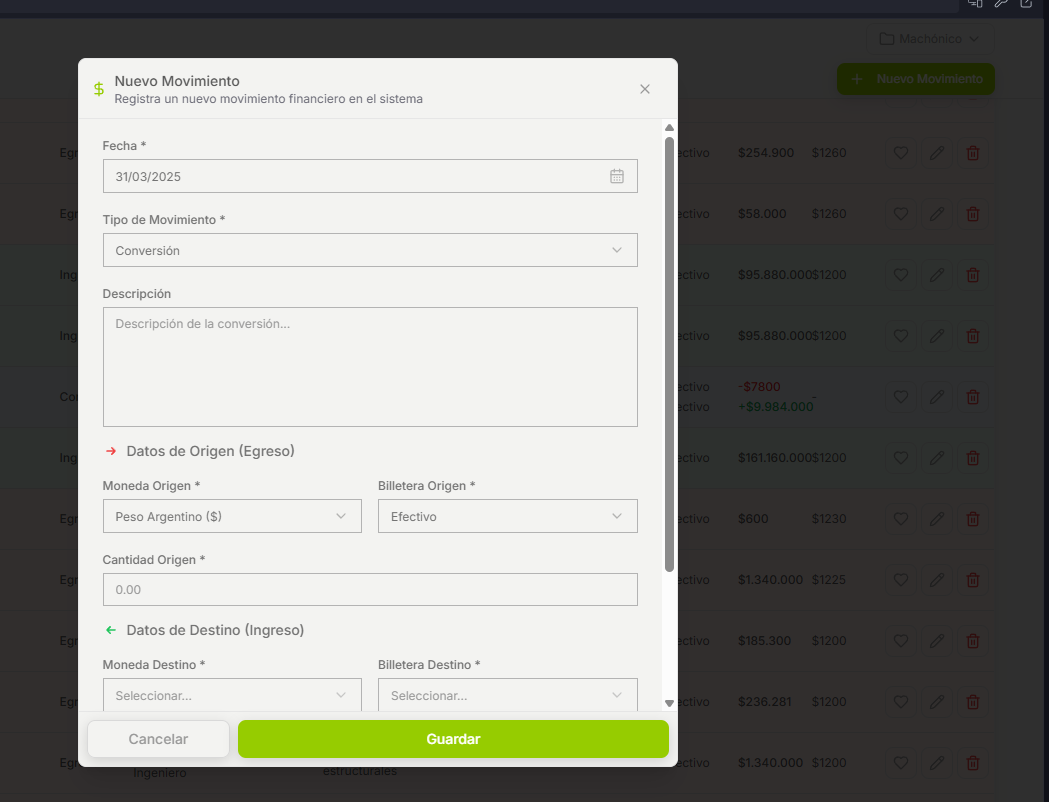 Machónico
Nuevo Movimiento
Nuevo Movimiento
Registra un nuevo movimiento financiero en el sistema
Fecha *
31/03/2025
Tipo de Movimiento *
Conversión
Descripción
Descripción de la conversión...
Datos de Origen (Egreso)
Moneda Origen * Billetera Origen *
Peso Argentino ($) Efectivo
Cantidad Origen *
0.00
Datos de Destino (Ingreso)
Moneda Destino * Billetera Destino *
Seleccionar... Seleccionar...
Cancelar Guardar
Egr ectivo $254.900 $1260
Egr ectivo $58.000 $1260
Ing ectivo $95.880.000 $1200
Ing ectivo $95.880.000 $1200
Con ectivo -$7800
ectivo +$9.984.000 -
Ing ectivo $161.160.000 $1200
Egr ectivo $600 $1230
Egr ectivo $1.340.000 $1225
Egr ectivo $185.300 $1200
Egr ectivo $236.281 $1200
Egr ectivo $1.340.000 $1200
Ingeniero estructurales